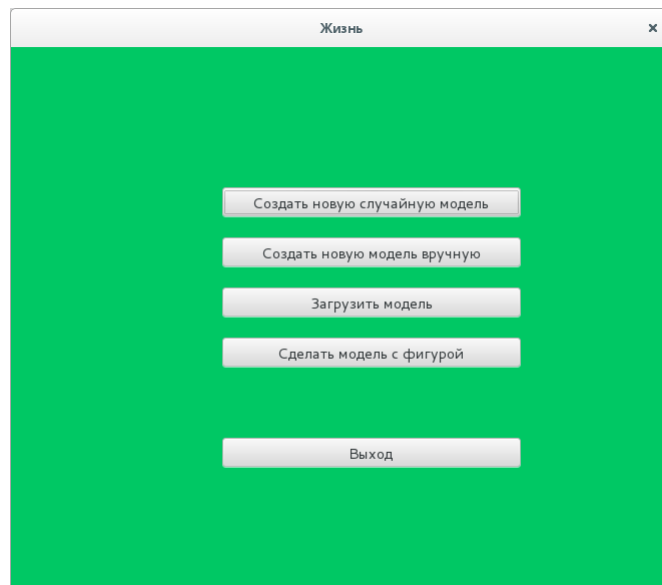 Жизнь
Создать новую случайную модель
Создать новую модель вручную
Загрузить модель
Сделать модель с фигурой
Выход